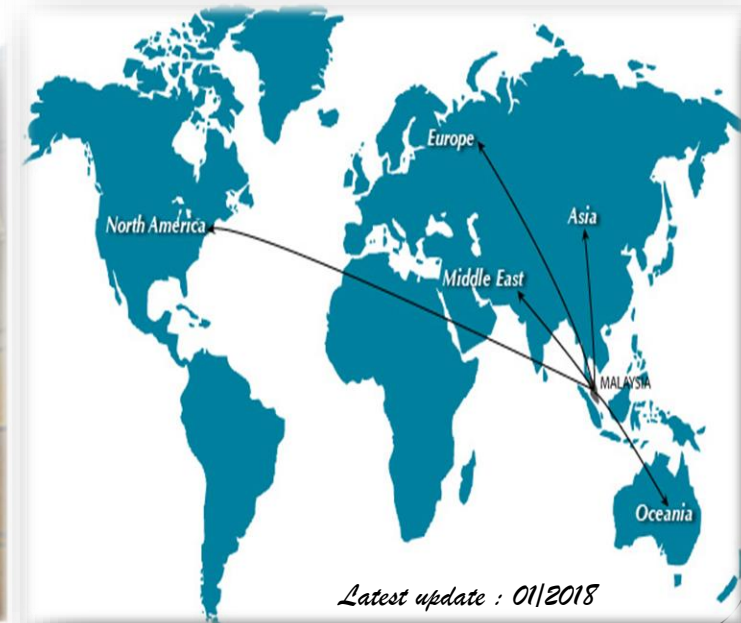 Europe
Asia
North America
Middle East
MALAYSIA
Oceania
Latest update : 01/2018